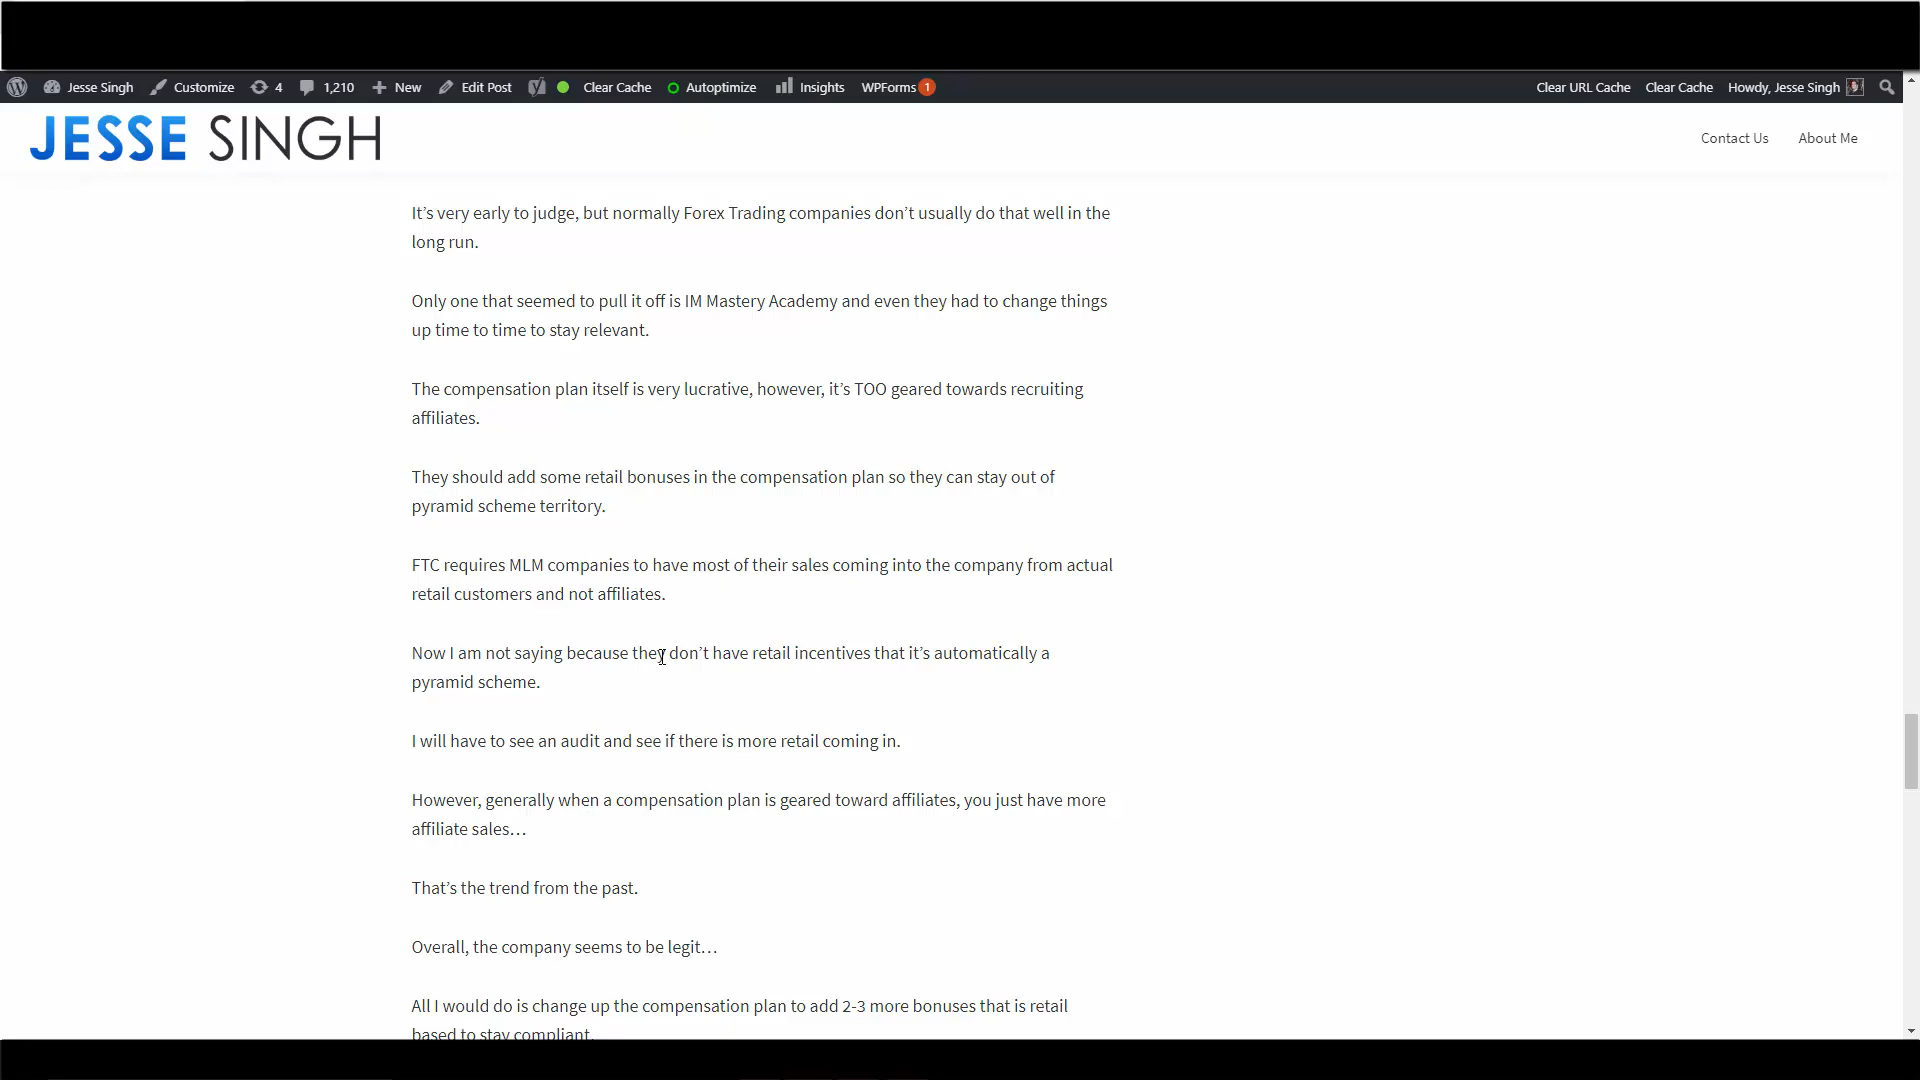 Jesse Singh Customize 4 1,210 New Edit Post Clear Cache Autoptimize Insights WPForms 1 Clear URL Cache Clear Cache Howdy, Jesse Singh
JESSE SINGH Contact Us About Me
It’s very early to judge, but normally Forex Trading companies don’t usually do that well in the
long run.
Only one that seemed to pull it off is IM Mastery Academy and even they had to change things
up time to time to stay relevant.
The compensation plan itself is very lucrative, however, it’s TOO geared towards recruiting
affiliates.
They should add some retail bonuses in the compensation plan so they can stay out of
pyramid scheme territory.
FTC requires MLM companies to have most of their sales coming into the company from actual
retail customers and not affiliates.
Now I am not saying because they don’t have retail incentives that it’s automatically a
pyramid scheme.
I will have to see an audit and see if there is more retail coming in.
However, generally when a compensation plan is geared toward affiliates, you just have more
affiliate sales…
That’s the trend from the past.
Overall, the company seems to be legit…
All I would do is change up the compensation plan to add 2-3 more bonuses that is retail
based to stay compliant.